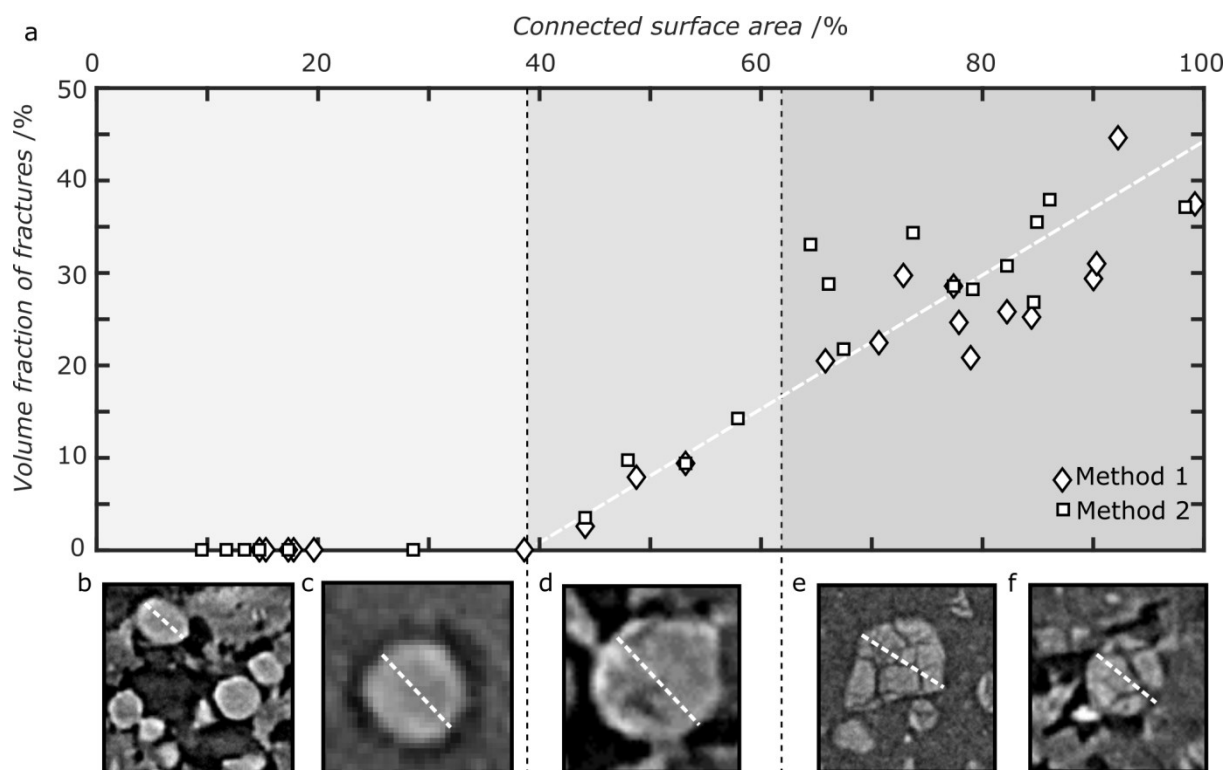 a
Connected surface area /%
0 20 40 60 80 100
Volume fraction of fractures /%
50
40
30
20
10
0
Method 1
Method 2
b c d e f